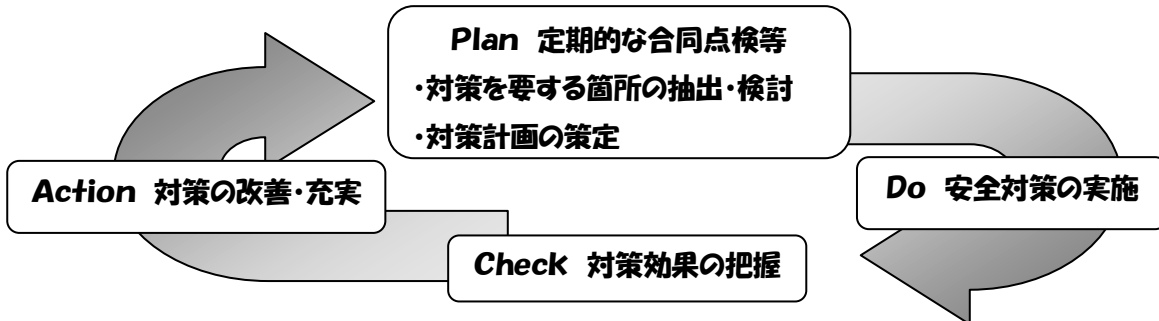 Plan 定期的な合同点検等
・対策を要する箇所の抽出・検討
・対策計画の策定
Action 対策の改善・充実
Do 安全対策の実施
Check 対策効果の把握